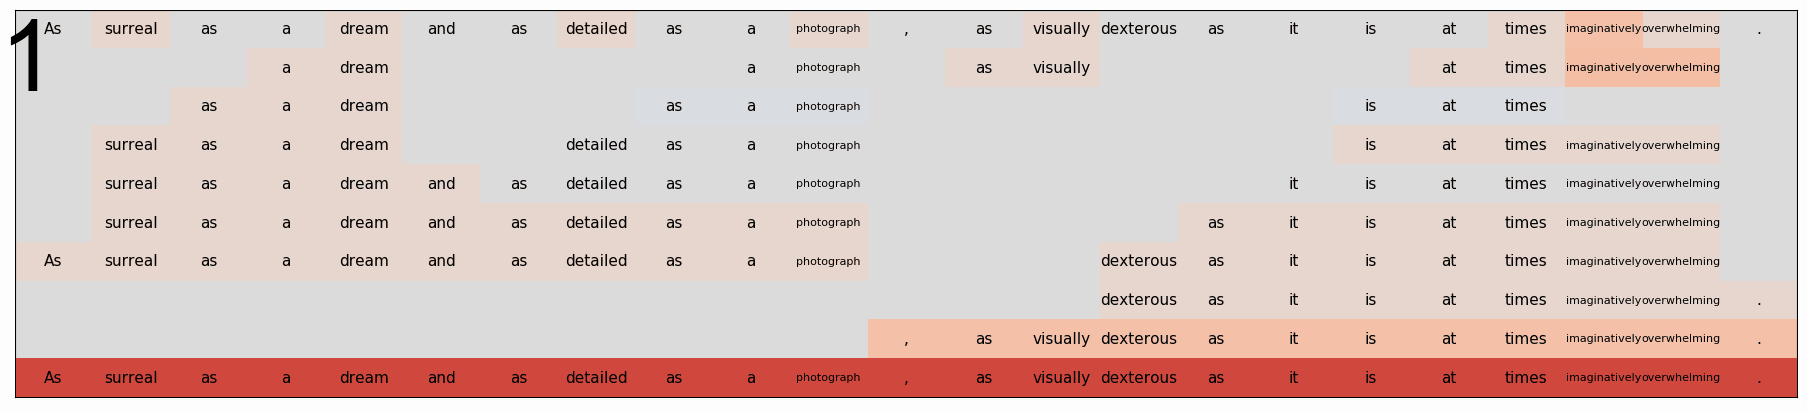 1
As surreal as a dream and as detailed as a photograph , as visually dexterous as it is at times imaginatively overwhelming .
a dream a photograph as visually at times imaginatively overwhelming
as a dream as a photograph is at times
surreal as a dream detailed as a photograph is at times imaginatively overwhelming
surreal as a dream and as detailed as a photograph it is at times imaginatively overwhelming
surreal as a dream and as detailed as a photograph as it is at times imaginatively overwhelming
As surreal as a dream and as detailed as a photograph dexterous as it is at times imaginatively overwhelming
dexterous as it is at times imaginatively overwhelming .
, as visually dexterous as it is at times imaginatively overwhelming .
As surreal as a dream and as detailed as a photograph , as visually dexterous as it is at times imaginatively overwhelming .